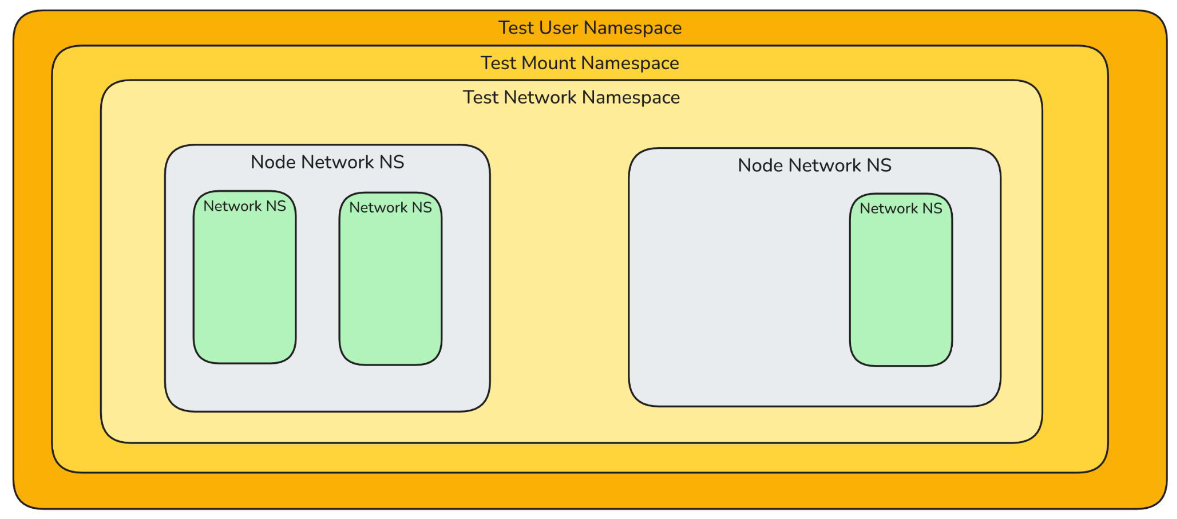 Test User Namespace
Test Mount Namespace
Test Network Namespace
Node Network NS
Network NS
Network NS
Node Network NS
Network NS